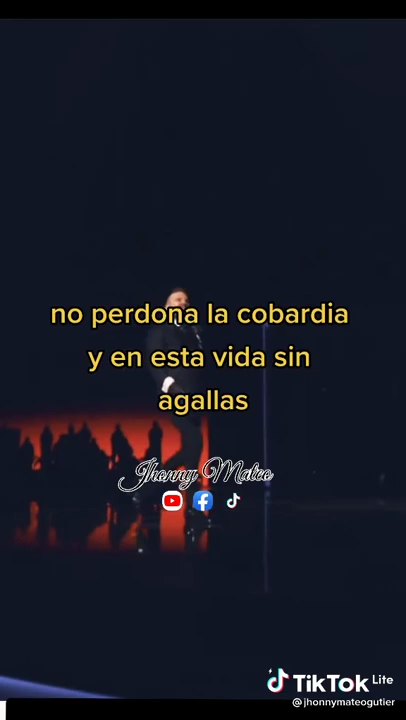 no perdona la cobardia
y en esta vida sin
agallas
Jhonny Mateo
TikTok Lite
@jhonnymateogutier